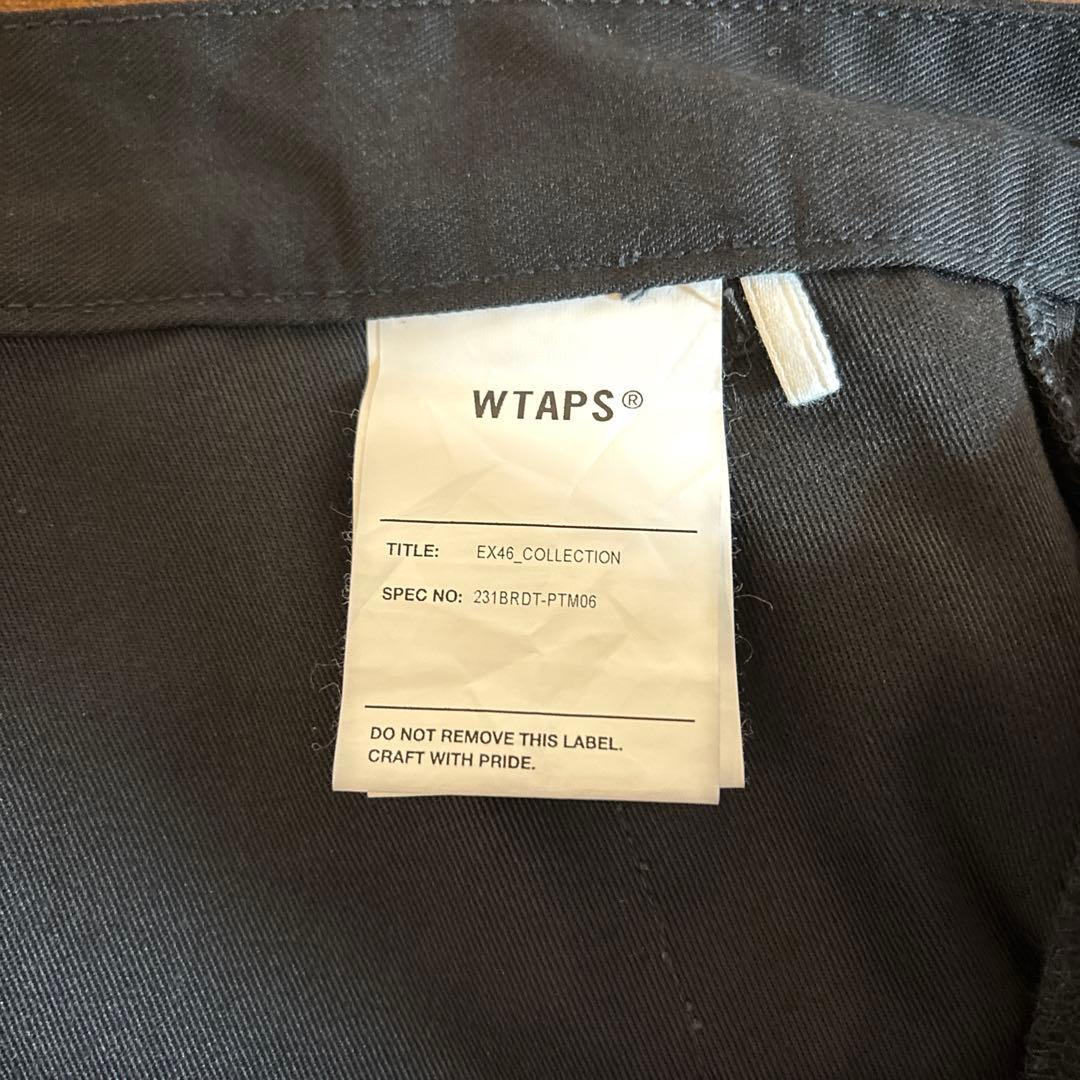 WTAPS®
TITLE: EX46_COLLECTION
SPEC NO: 231BRDT-PTM06
DO NOT REMOVE THIS LABEL.
CRAFT WITH PRIDE.